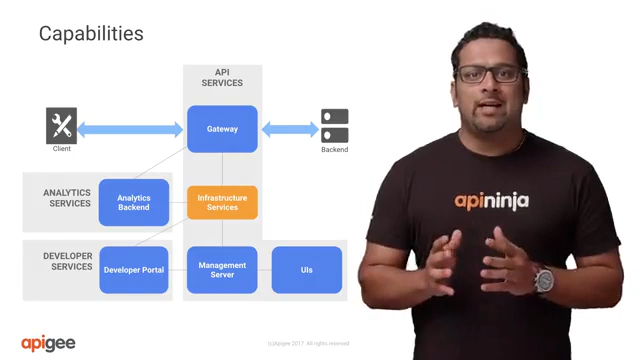 Capabilities
API
SERVICES
Gateway
Client
Backend
ANALYTICS
SERVICES
Analytics
Backend
Infrastructure
Services
DEVELOPER
SERVICES
Developer Portal
Management
Server
UIs
apininja
apigee
(c)Apigee 2017 All rights reserved